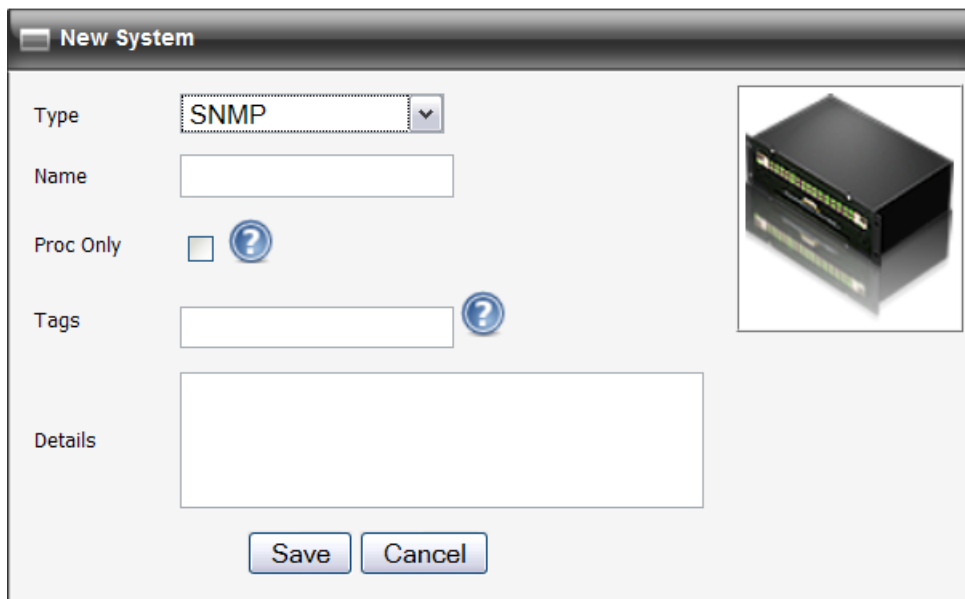 New System
Type SNMP
Name
Proc Only ?
Tags ?
Details
Save Cancel